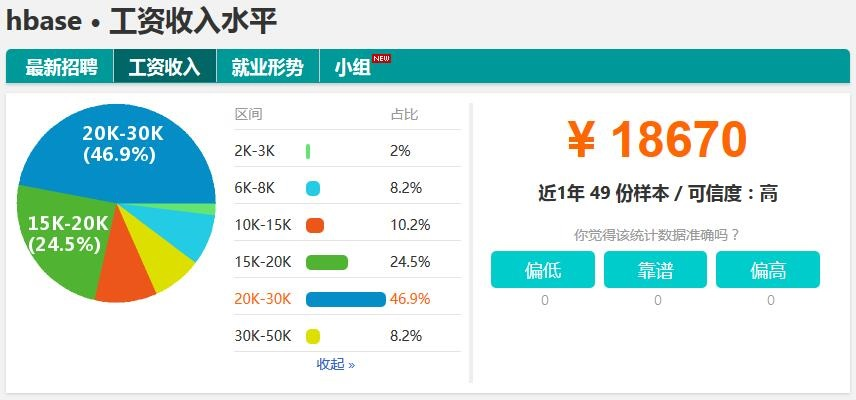 hbase • 工资收入水平
最新招聘 工资收入 就业形势 小组 NEW
20K-30K
(46.9%)
15K-20K
(24.5%)
区间 占比
2K-3K 2%
6K-8K 8.2%
10K-15K 10.2%
15K-20K 24.5%
20K-30K 46.9%
30K-50K 8.2%
收起 »
¥ 18670
近1年 49 份样本 / 可信度：高
你觉得该统计数据准确吗？
偏低 靠谱 偏高
0 0 0